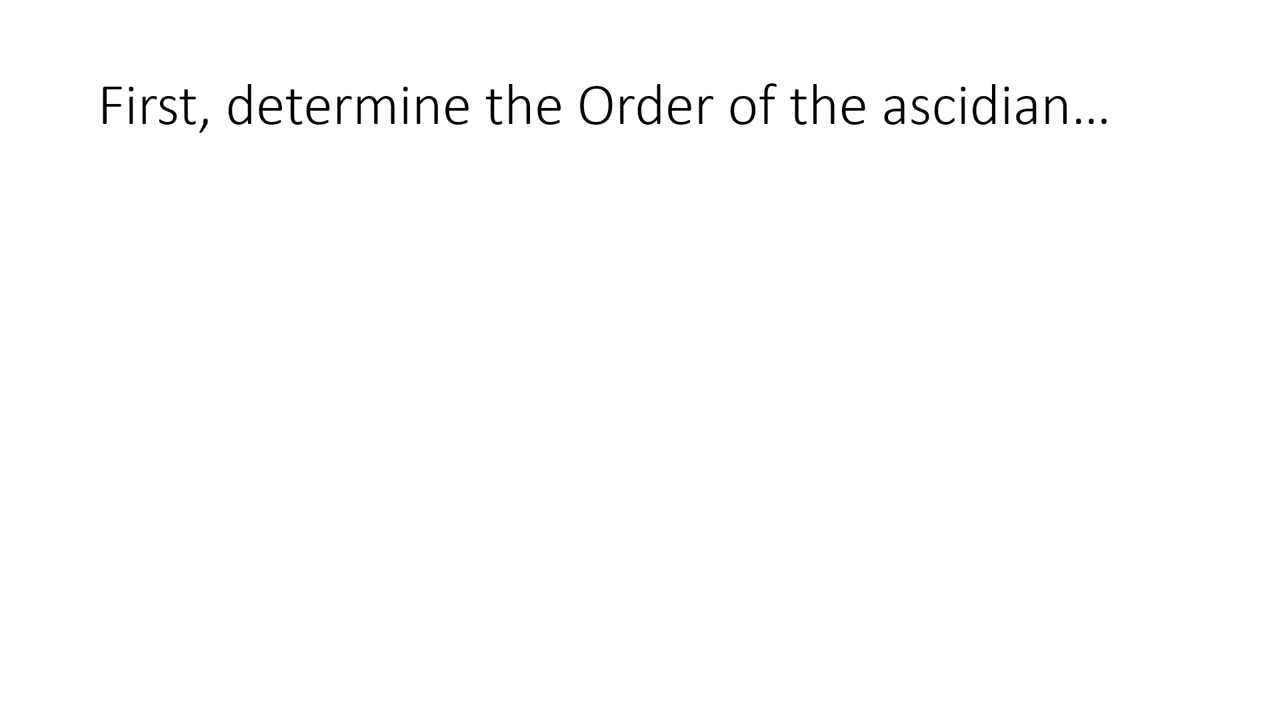 First, determine the Order of the ascidian…